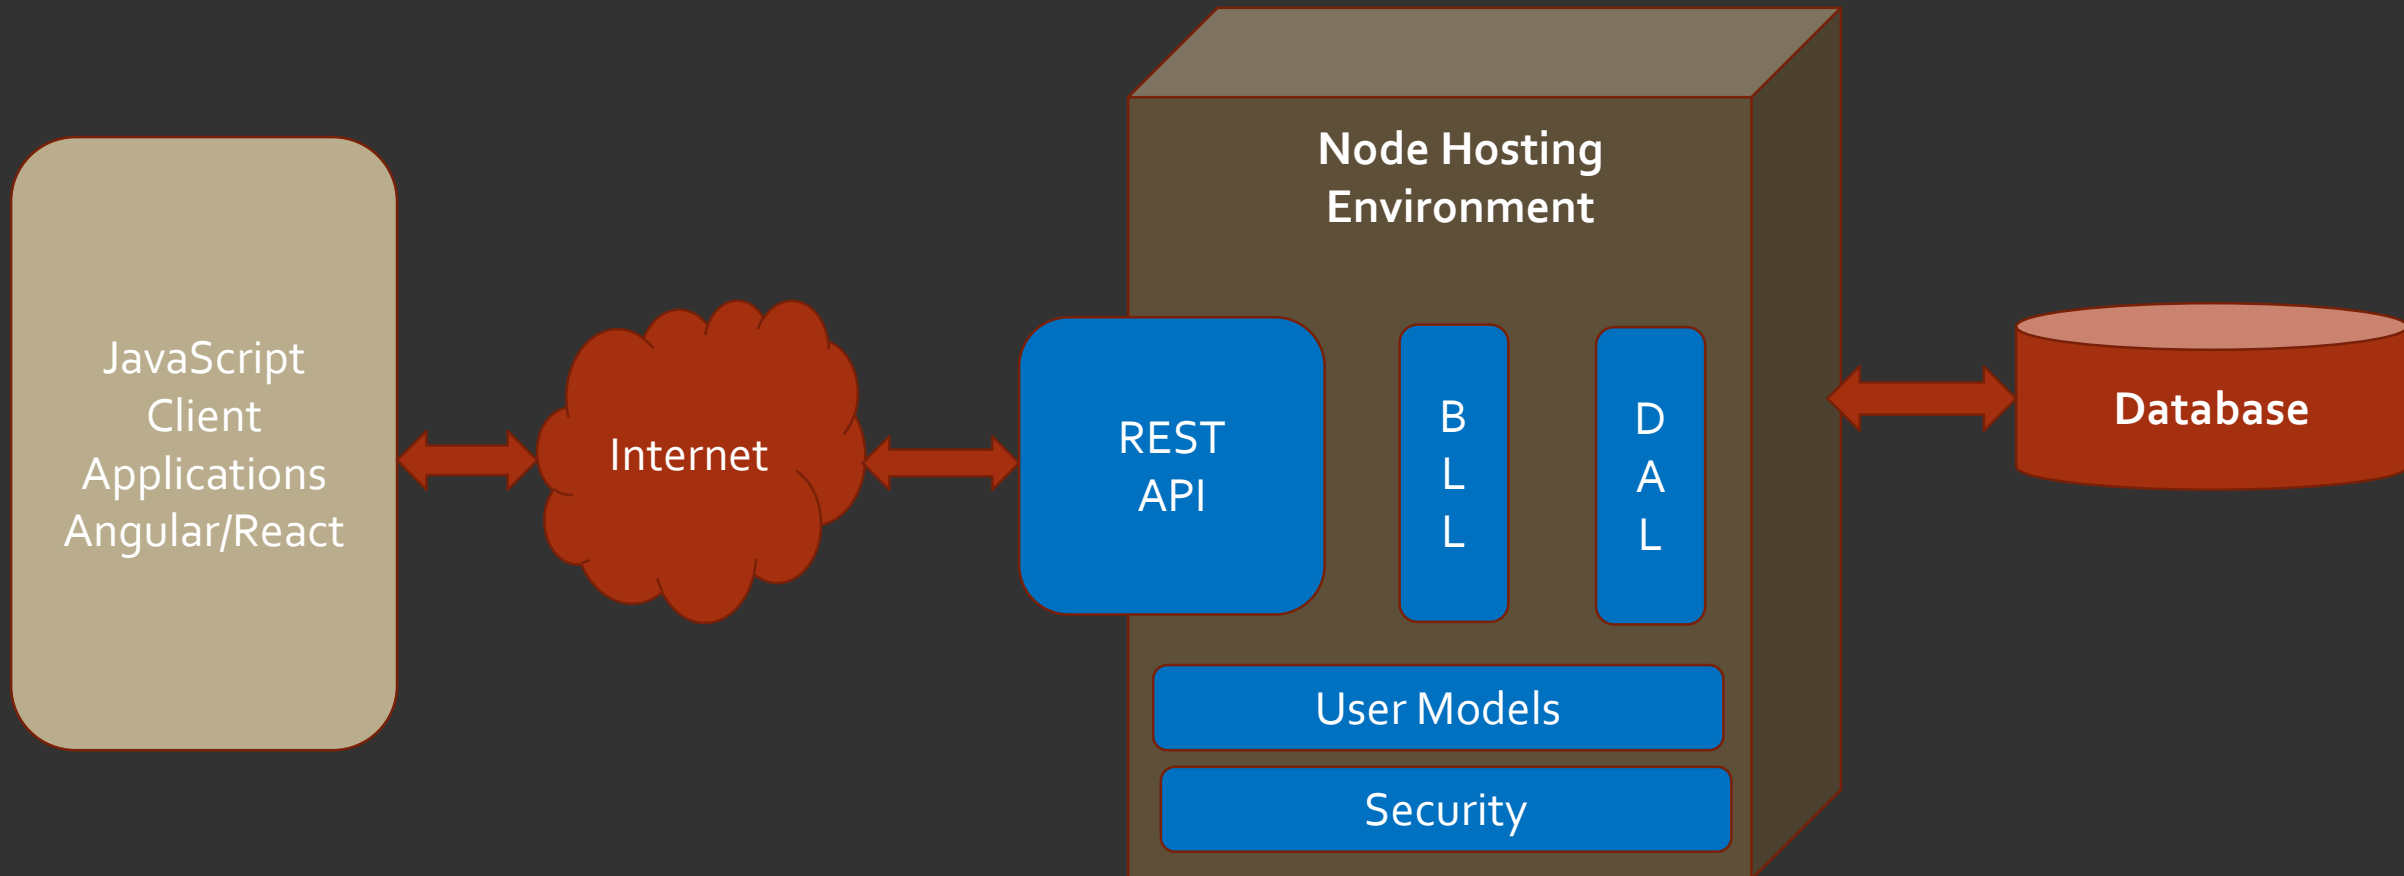 JavaScript
Client
Applications
Angular/React
Internet
Node Hosting
Environment
REST
API
B
L
L
D
A
L
User Models
Security
Database